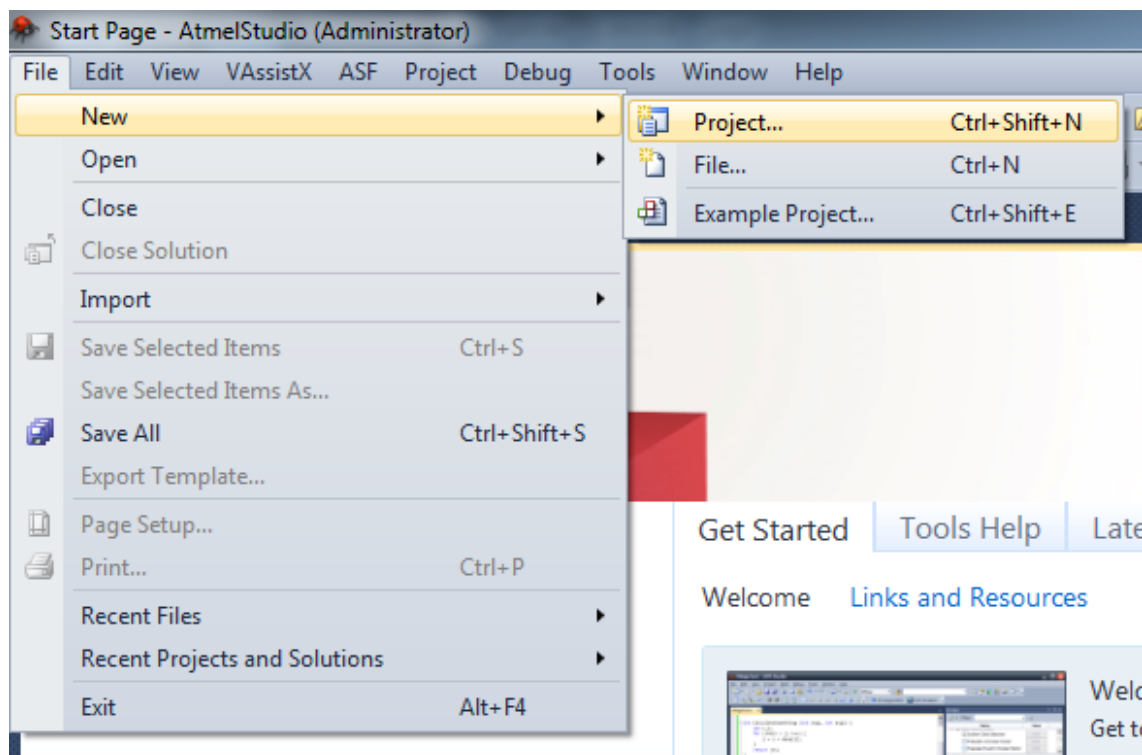 Start Page - AtmelStudio (Administrator)
File Edit View VAssistX ASF Project Debug Tools Window Help
New
Project... Ctrl+Shift+N
Open
File... Ctrl+N
Close
Example Project... Ctrl+Shift+E
Close Solution
Import
Save Selected Items Ctrl+S
Save Selected Items As...
Save All Ctrl+Shift+S
Export Template...
Page Setup...
Get Started Tools Help Late
Print... Ctrl+P
Welcome Links and Resources
Recent Files
Recent Projects and Solutions
Exit Alt+F4
Welc
Get t